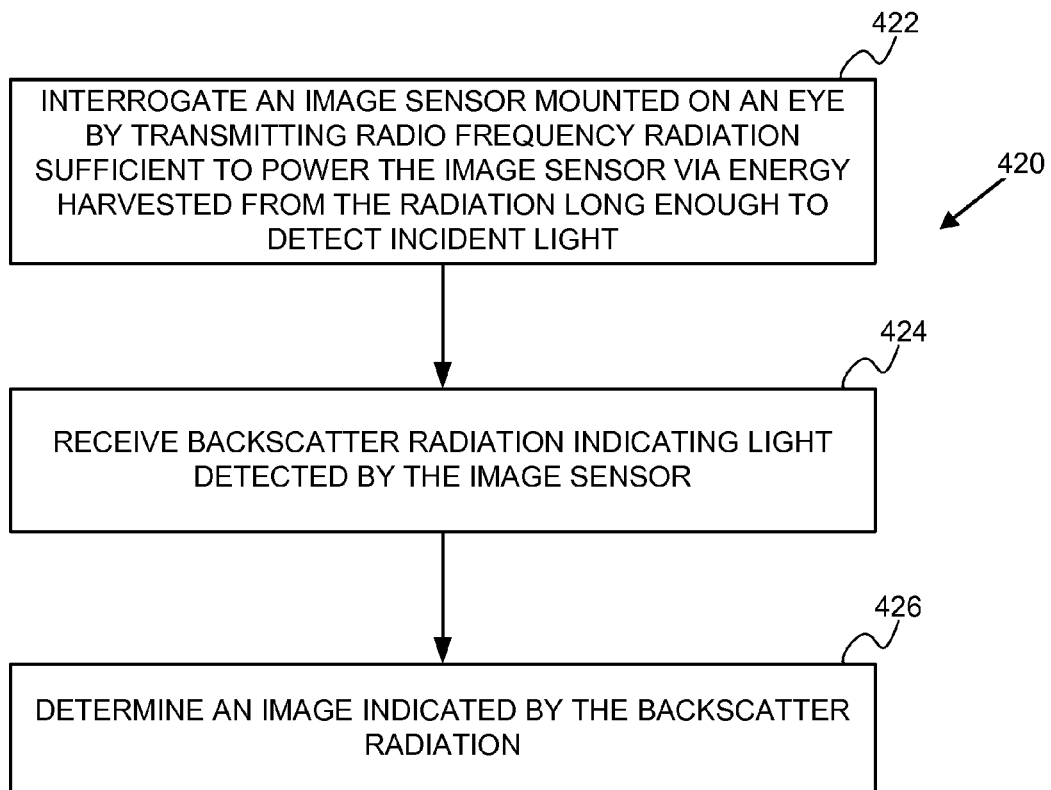 422
INTERROGATE AN IMAGE SENSOR MOUNTED ON AN EYE
BY TRANSMITTING RADIO FREQUENCY RADIATION
SUFFICIENT TO POWER THE IMAGE SENSOR VIA ENERGY
HARVESTED FROM THE RADIATION LONG ENOUGH TO
DETECT INCIDENT LIGHT
420
424
RECEIVE BACKSCATTER RADIATION INDICATING LIGHT
DETECTED BY THE IMAGE SENSOR
426
DETERMINE AN IMAGE INDICATED BY THE BACKSCATTER
RADIATION